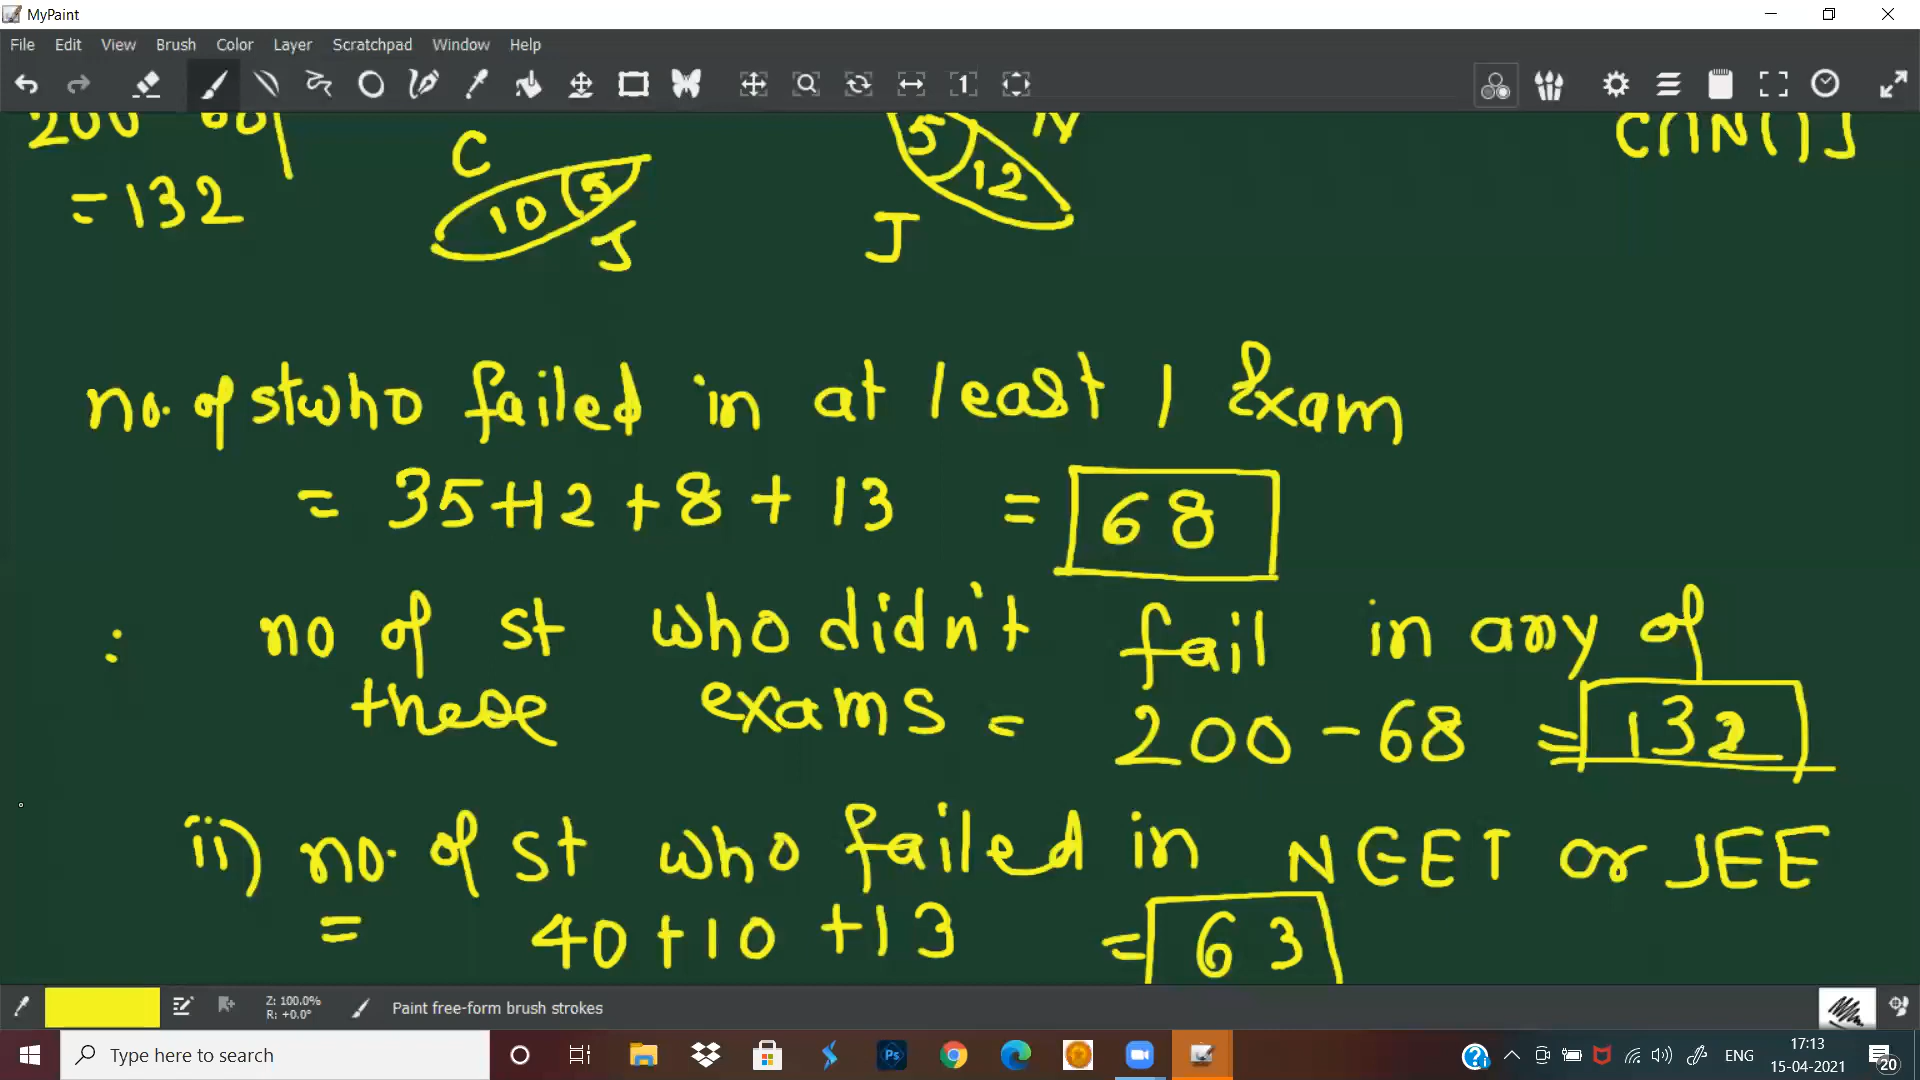 MyPaint
File Edit View Brush Color Layer Scratchpad Window Help
200
C
5
N
C∩N∩J
= 132
10
5
12
J
J
no. of st who failed in at least 1 Exam
= 35+12+8+13 = 68
: no of st who didn't fail in any of
these exams = 200-68 = 132
ii) no. of st who failed in NEET or JEE
= 40+10+13 = 63
Z: 100.0%
R: +0.0°
Paint free-form brush strokes
Type here to search
Ps
ENG
17:13
15-04-2021
20